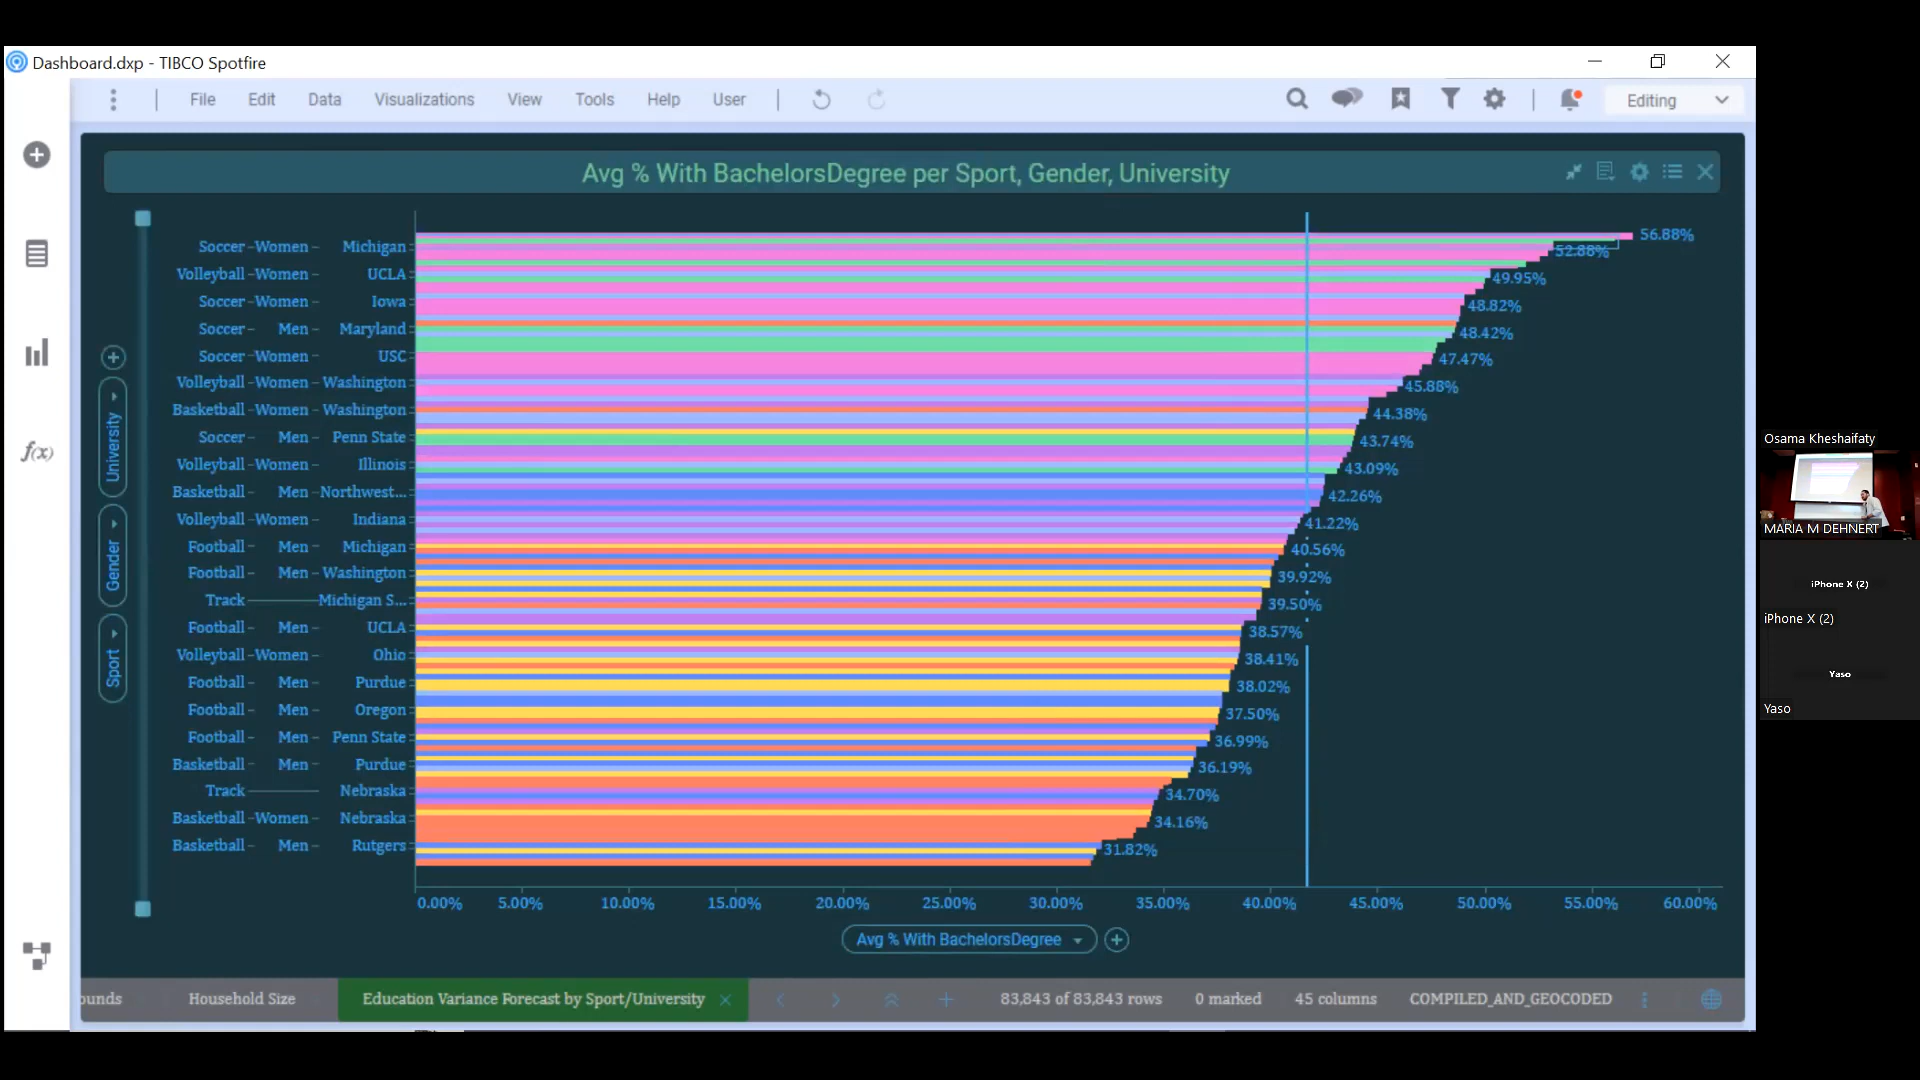 Dashboard.dxp - TIBCO Spotfire
File Edit Data Visualizations View Tools Help User Editing
Avg % With BachelorsDegree per Sport, Gender, University
56.88%
Soccer Women Michigan 52.88%
Volleyball Women UCLA 49.95%
Soccer Women Iowa 48.82%
Soccer Men Maryland 48.42%
Soccer Women USC 47.47%
Volleyball Women Washington 45.88%
Basketball Women Washington 44.38%
Soccer Men Penn State 43.74%
Volleyball Women Illinois 43.09%
Basketball Men Northwest... 42.26%
Volleyball Women Indiana 41.22%
Football Men Michigan 40.56%
Football Men Washington 39.92%
Track Michigan S... 39.50%
Football Men UCLA 38.57%
Volleyball Women Ohio 38.41%
Football Men Purdue 38.02%
Football Men Oregon 37.50%
Football Men Penn State 36.99%
Basketball Men Purdue 36.19%
Track Nebraska 34.70%
Basketball Women Nebraska 34.16%
Basketball Men Rutgers 31.82%
University
Gender
Sport
f(x)
0.00% 5.00% 10.00% 15.00% 20.00% 25.00% 30.00% 35.00% 40.00% 45.00% 50.00% 55.00% 60.00%
Avg % With BachelorsDegree
ounds Household Size Education Variance Forecast by Sport/University 83,843 of 83,843 rows 0 marked 45 columns COMPILED_AND_GEOCODED
Osama Kheshaifaty
MARIA M DEHNERT
iPhone X (2)
iPhone X (2)
Yaso
Yaso